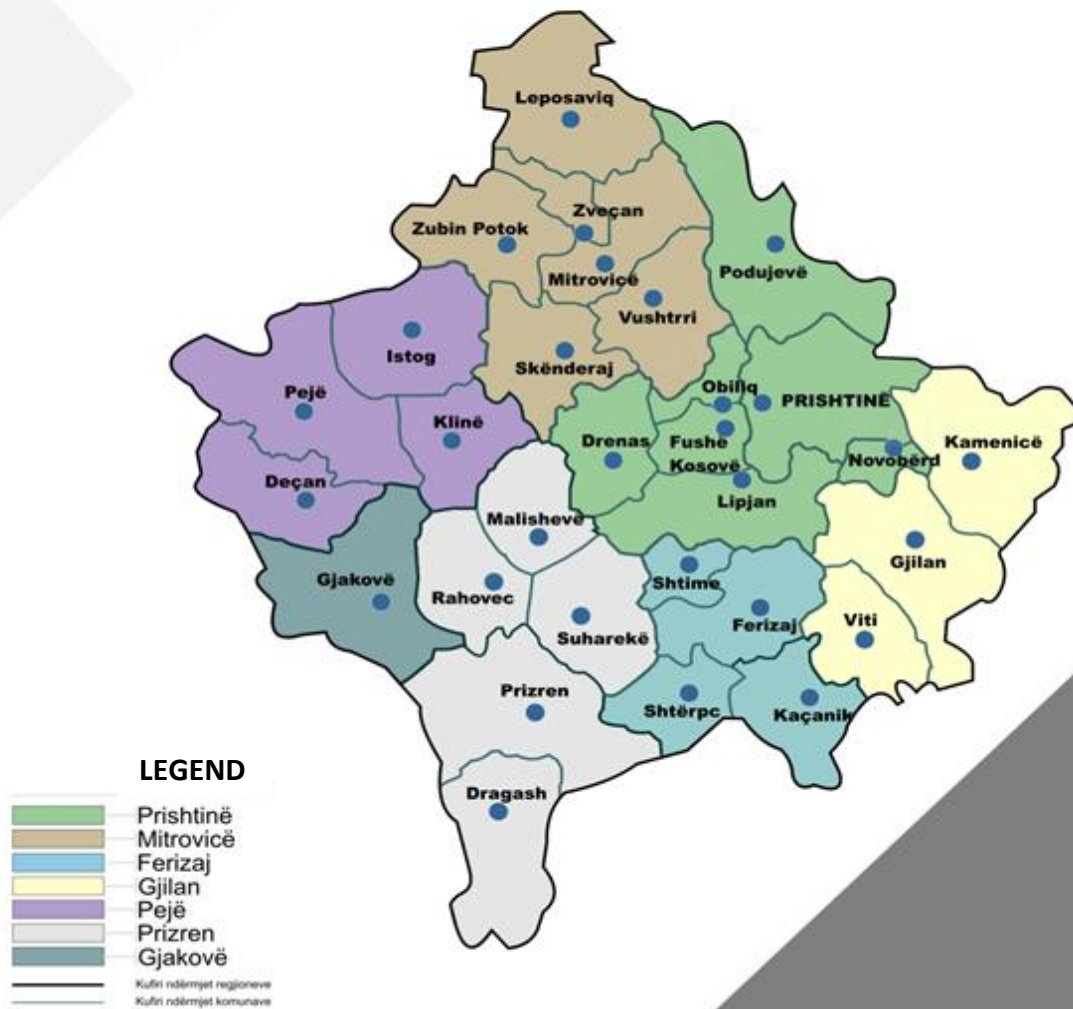 Leposaviq
Zveçan
Zubin Potok
Mitrovicë
Podujevë
Vushtrri
Istog
Skënderaj
Pejë
Obiliq
PRISHTINË
Klinë
Drenas
Fushë
Kosovë
Kamenicë
Novobërd
Deçan
Lipjan
Malishevë
Gjilan
Gjakovë
Shtime
Rahovec
Suharekë
Ferizaj
Viti
Prizren
Shtërpc
Kaçanik
Dragash
LEGEND
Prishtinë
Mitrovicë
Ferizaj
Gjilan
Pejë
Prizren
Gjakovë
Kufiri ndërmjet regjioneve
Kufiri ndërmjet komunave